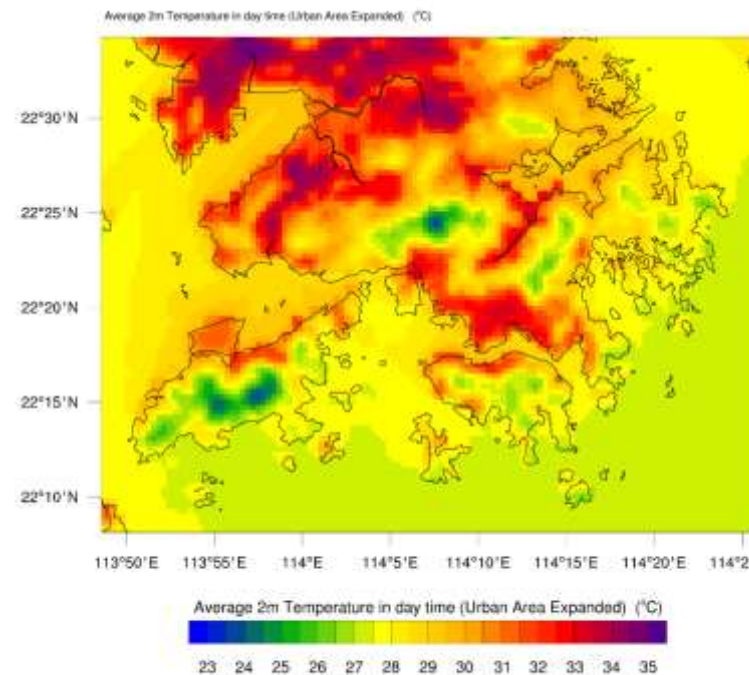 Average 2m Temperature in day time (Urban Area Expanded) (°C)
22°30'N
22°25'N
22°20'N
22°15'N
22°10'N
113°50'E 113°55'E 114°E 114°5'E 114°10'E 114°15'E 114°20'E 114°2
Average 2m Temperature in day time (Urban Area Expanded) (°C)
23 24 25 26 27 28 29 30 31 32 33 34 35